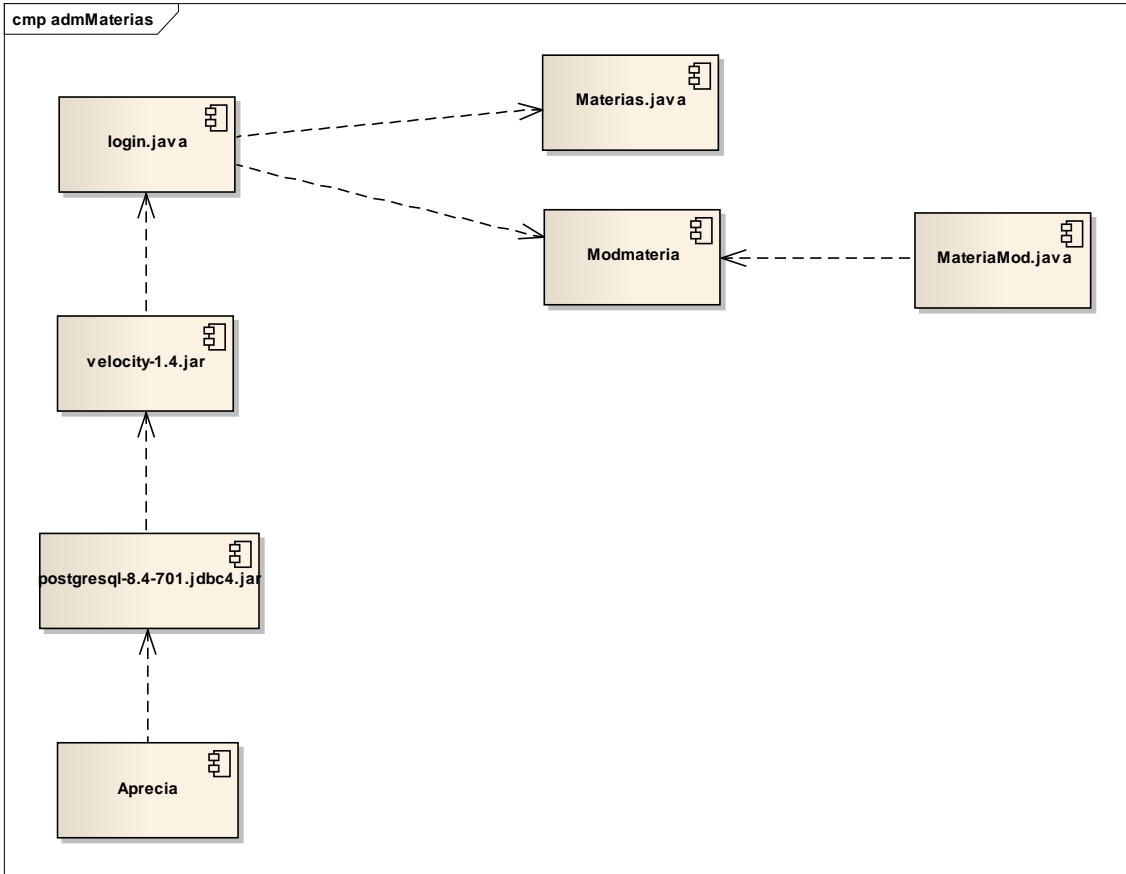 cmp admMaterias
Materias.java
login.java
Modmateria
MateriaMod.java
velocity-1.4.jar
postgresql-8.4-701.jdbc4.jar
Aprecia